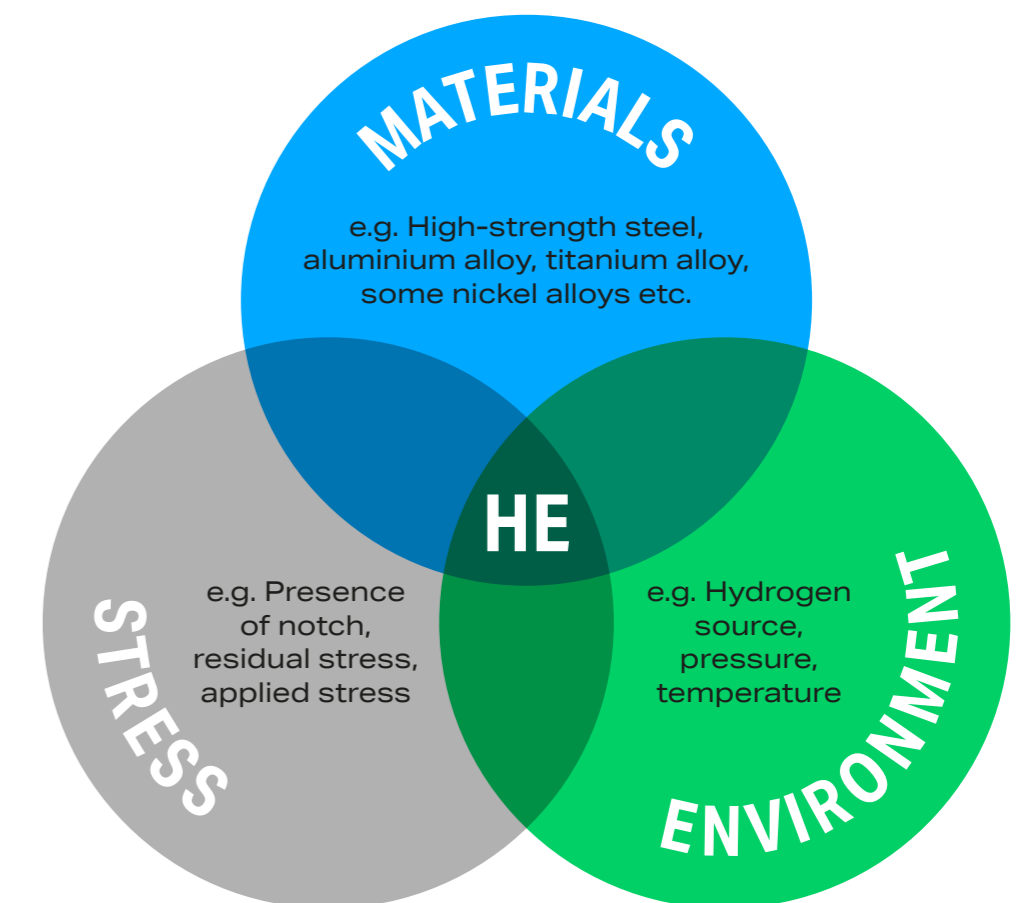 MATERIALS
e.g. High-strength steel,
aluminium alloy, titanium alloy,
some nickel alloys etc.
HE
STRESS
e.g. Presence
of notch,
residual stress,
applied stress
e.g. Hydrogen
source,
pressure,
temperature
ENVIRONMENT